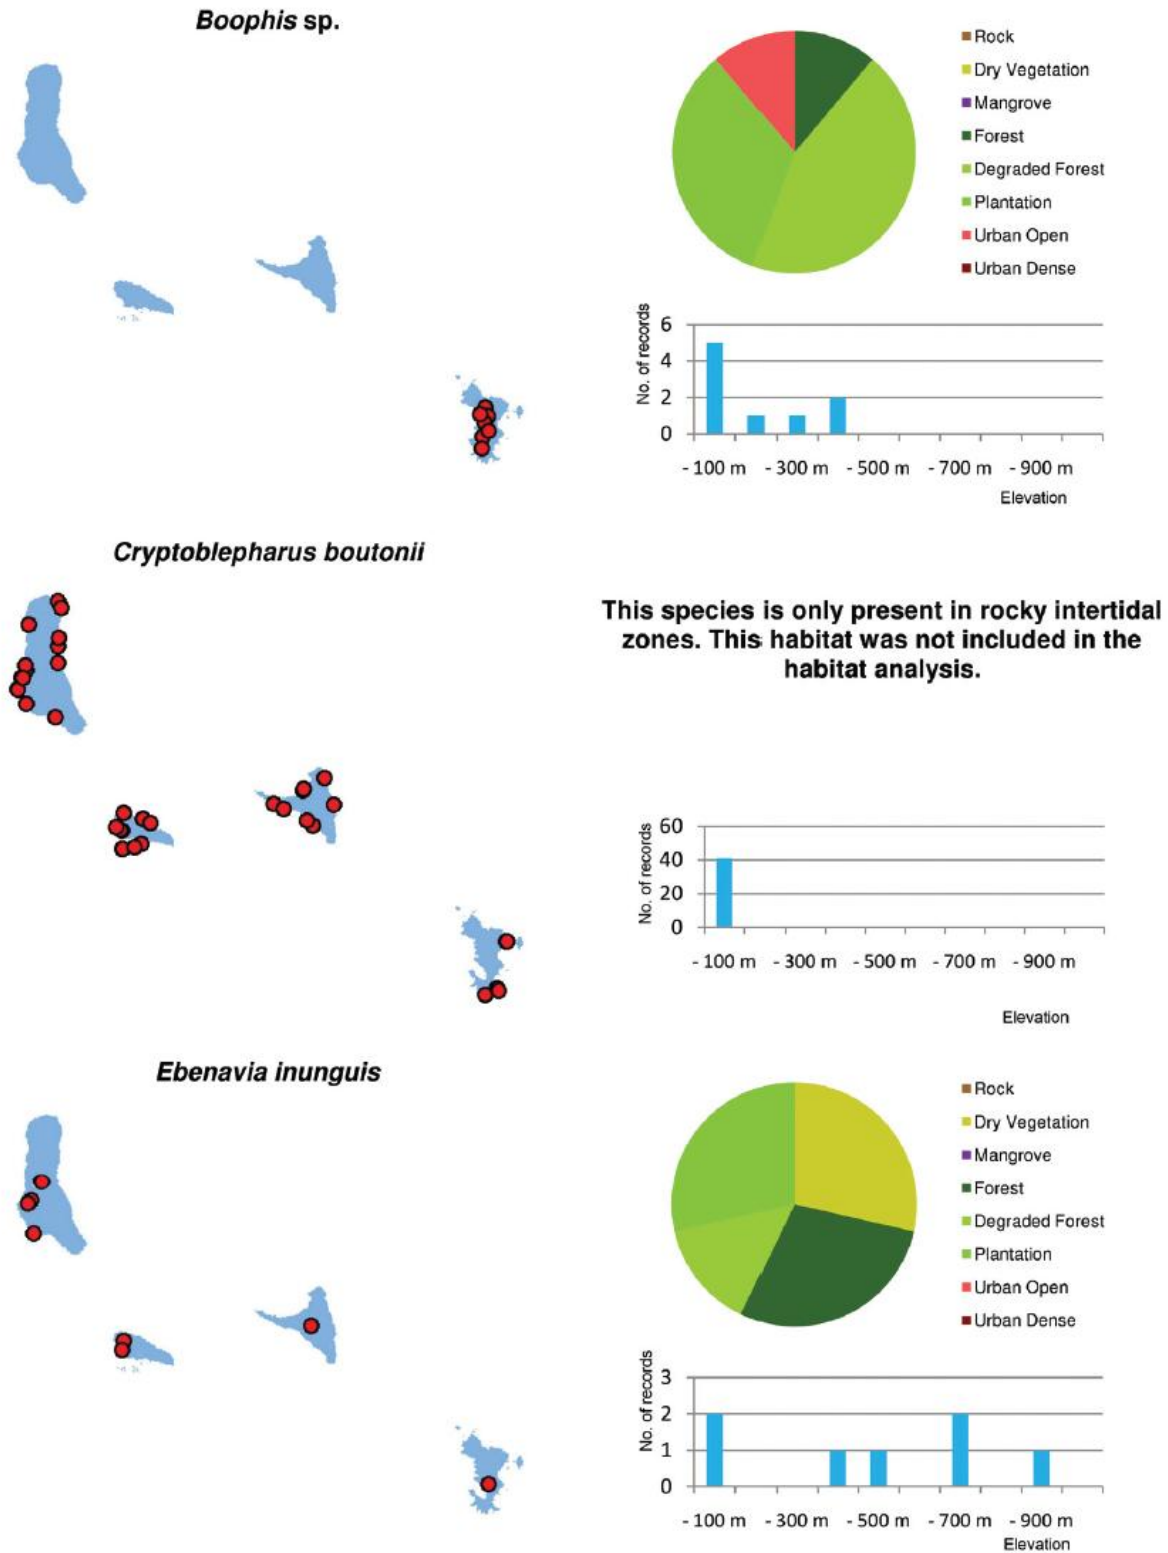 Boophis sp.
Rock
Dry Vegetation
Mangrove
Forest
Degraded Forest
Plantation
Urban Open
Urban Dense
No. of records
6
4
2
0
- 100 m - 300 m - 500 m - 700 m - 900 m
Elevation
Cryptoblepharus boutonii
This species is only present in rocky intertidal
zones. This habitat was not included in the
habitat analysis.
No. of records
60
40
20
0
- 100 m - 300 m - 500 m - 700 m - 900 m
Elevation
Ebenavia inunguis
Rock
Dry Vegetation
Mangrove
Forest
Degraded Forest
Plantation
Urban Open
Urban Dense
No. of records
3
2
1
0
- 100 m - 300 m - 500 m - 700 m - 900 m
Elevation